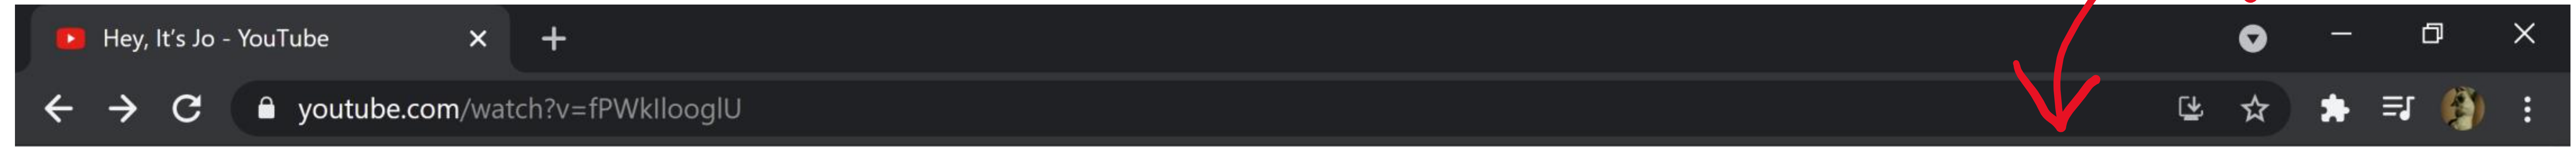 Hey, It's Jo - YouTube
youtube.com/watch?v=fPWkIlooglU